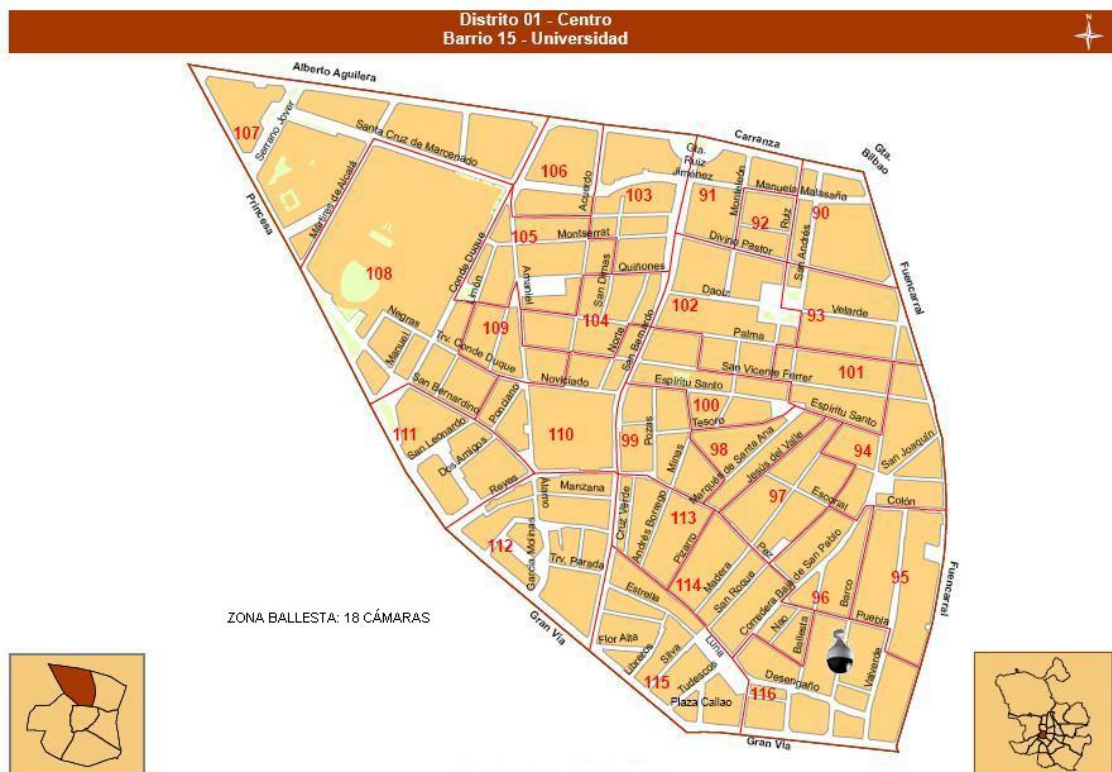 Distrito 01 - Centro
Barrio 15 - Universidad
N
Alberto Aguilera
Carranza
Gta.
Bilbao
Gta.
Ruiz
Jiménez
Serrano Jover
Santa Cruz de Marcenado
Mártires de Alcalá
Princesa
107
106
103
91
92
90
Acuerdo
Monteleón
Manuela Malasaña
Ruiz
San Andrés
Divino Pastor
105
Montserrat
Conde Duque
Limón
Amaniel
San Dimas
Quiñones
108
Daoiz
102
Velarde
93
Fuencarral
Negras
109
104
Norte
San Bernardo
Palma
Manuel
Trv. Conde Duque
San Vicente Ferrer
101
Noviciado
Espíritu Santo
Espíritu Santo
San Bernardino
Ponciano
100
Tesoro
111
San Leonardo
Dos Amigos
110
99
Pozas
Minas
98
Marqués de Santa Ana
Jesús del Valle
94
San Joaquín
Reyes
Álamo
Manzana
97
Escorial
Colón
Cruz Verde
Andrés Borrego
113
Pizarro
Pez
112
García Molinas
Trv. Parada
114
Madera
San Roque
Corredera Baja de San Pablo
96
Barco
95
Fuencarral
Estrella
Puebla
Nao
Ballesta
ZONA BALLESTA: 18 CÁMARAS
Gran Vía
Flor Alta
Libreros
Silva
Luna
Valverde
115
Tudescos
Desengaño
116
Plaza Callao
Gran Vía